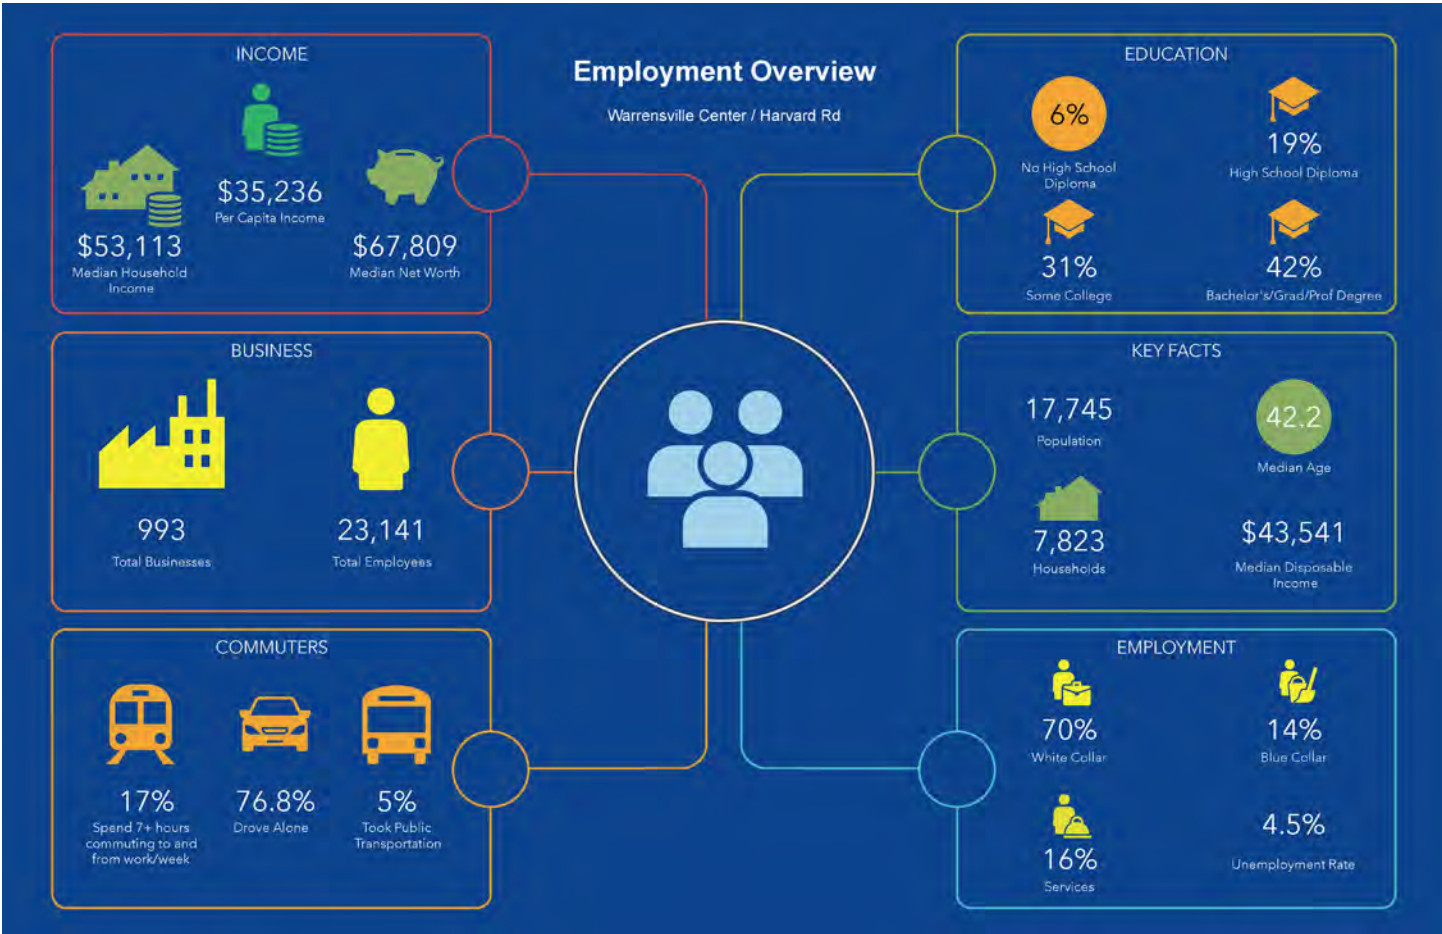 Employment Overview
Warrensville Center / Harvard Rd
INCOME
$35,236
Per Capita Income
$53,113
Median Household
Income
$67,809
Median Net Worth
BUSINESS
993
Total Businesses
23,141
Total Employees
COMMUTERS
17%
Spend 7+ hours
commuting to and
from work/week
76.8%
Drove Alone
5%
Took Public
Transportation
EDUCATION
6%
No High School
Diploma
19%
High School Diploma
31%
Some College
42%
Bachelor's/Grad/Prof Degree
KEY FACTS
17,745
Population
42.2
Median Age
7,823
Households
$43,541
Median Disposable
Income
EMPLOYMENT
70%
White Collar
14%
Blue Collar
16%
Services
4.5%
Unemployment Rate